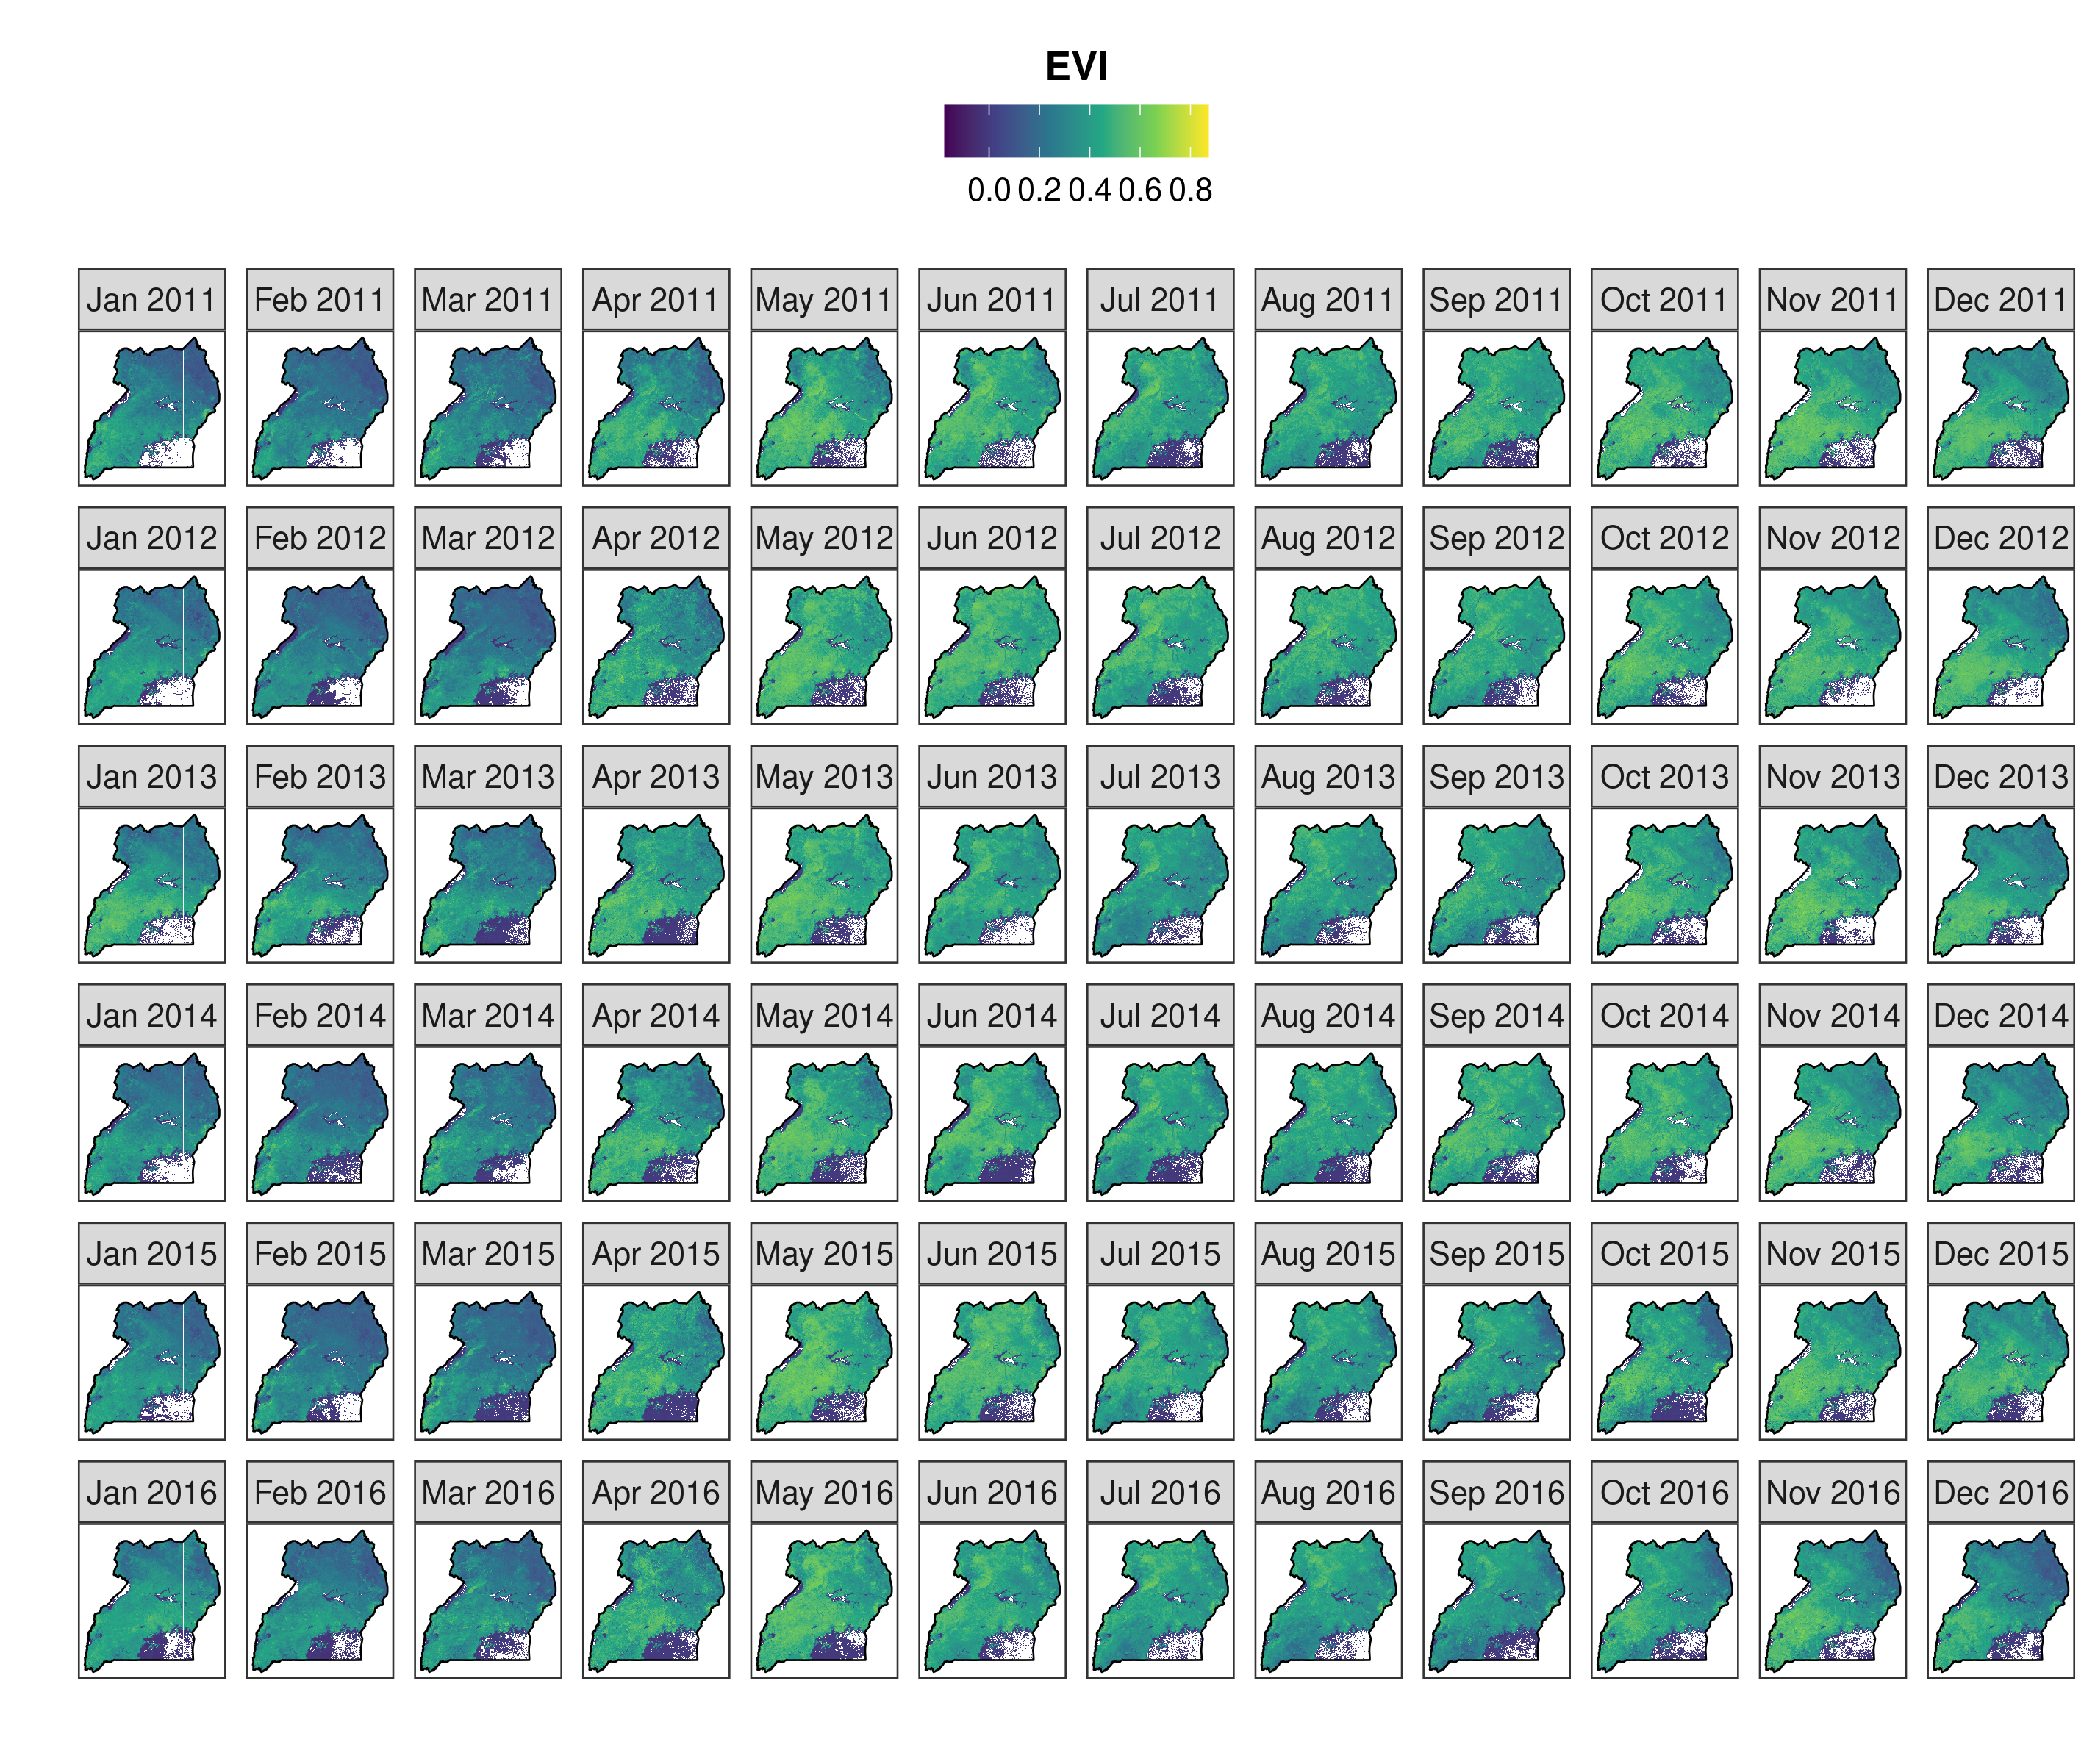 EVI
0.0 0.2 0.4 0.6 0.8
Jan 2011 Feb 2011 Mar 2011 Apr 2011 May 2011 Jun 2011 Jul 2011 Aug 2011 Sep 2011 Oct 2011 Nov 2011 Dec 2011
Jan 2012 Feb 2012 Mar 2012 Apr 2012 May 2012 Jun 2012 Jul 2012 Aug 2012 Sep 2012 Oct 2012 Nov 2012 Dec 2012
Jan 2013 Feb 2013 Mar 2013 Apr 2013 May 2013 Jun 2013 Jul 2013 Aug 2013 Sep 2013 Oct 2013 Nov 2013 Dec 2013
Jan 2014 Feb 2014 Mar 2014 Apr 2014 May 2014 Jun 2014 Jul 2014 Aug 2014 Sep 2014 Oct 2014 Nov 2014 Dec 2014
Jan 2015 Feb 2015 Mar 2015 Apr 2015 May 2015 Jun 2015 Jul 2015 Aug 2015 Sep 2015 Oct 2015 Nov 2015 Dec 2015
Jan 2016 Feb 2016 Mar 2016 Apr 2016 May 2016 Jun 2016 Jul 2016 Aug 2016 Sep 2016 Oct 2016 Nov 2016 Dec 2016